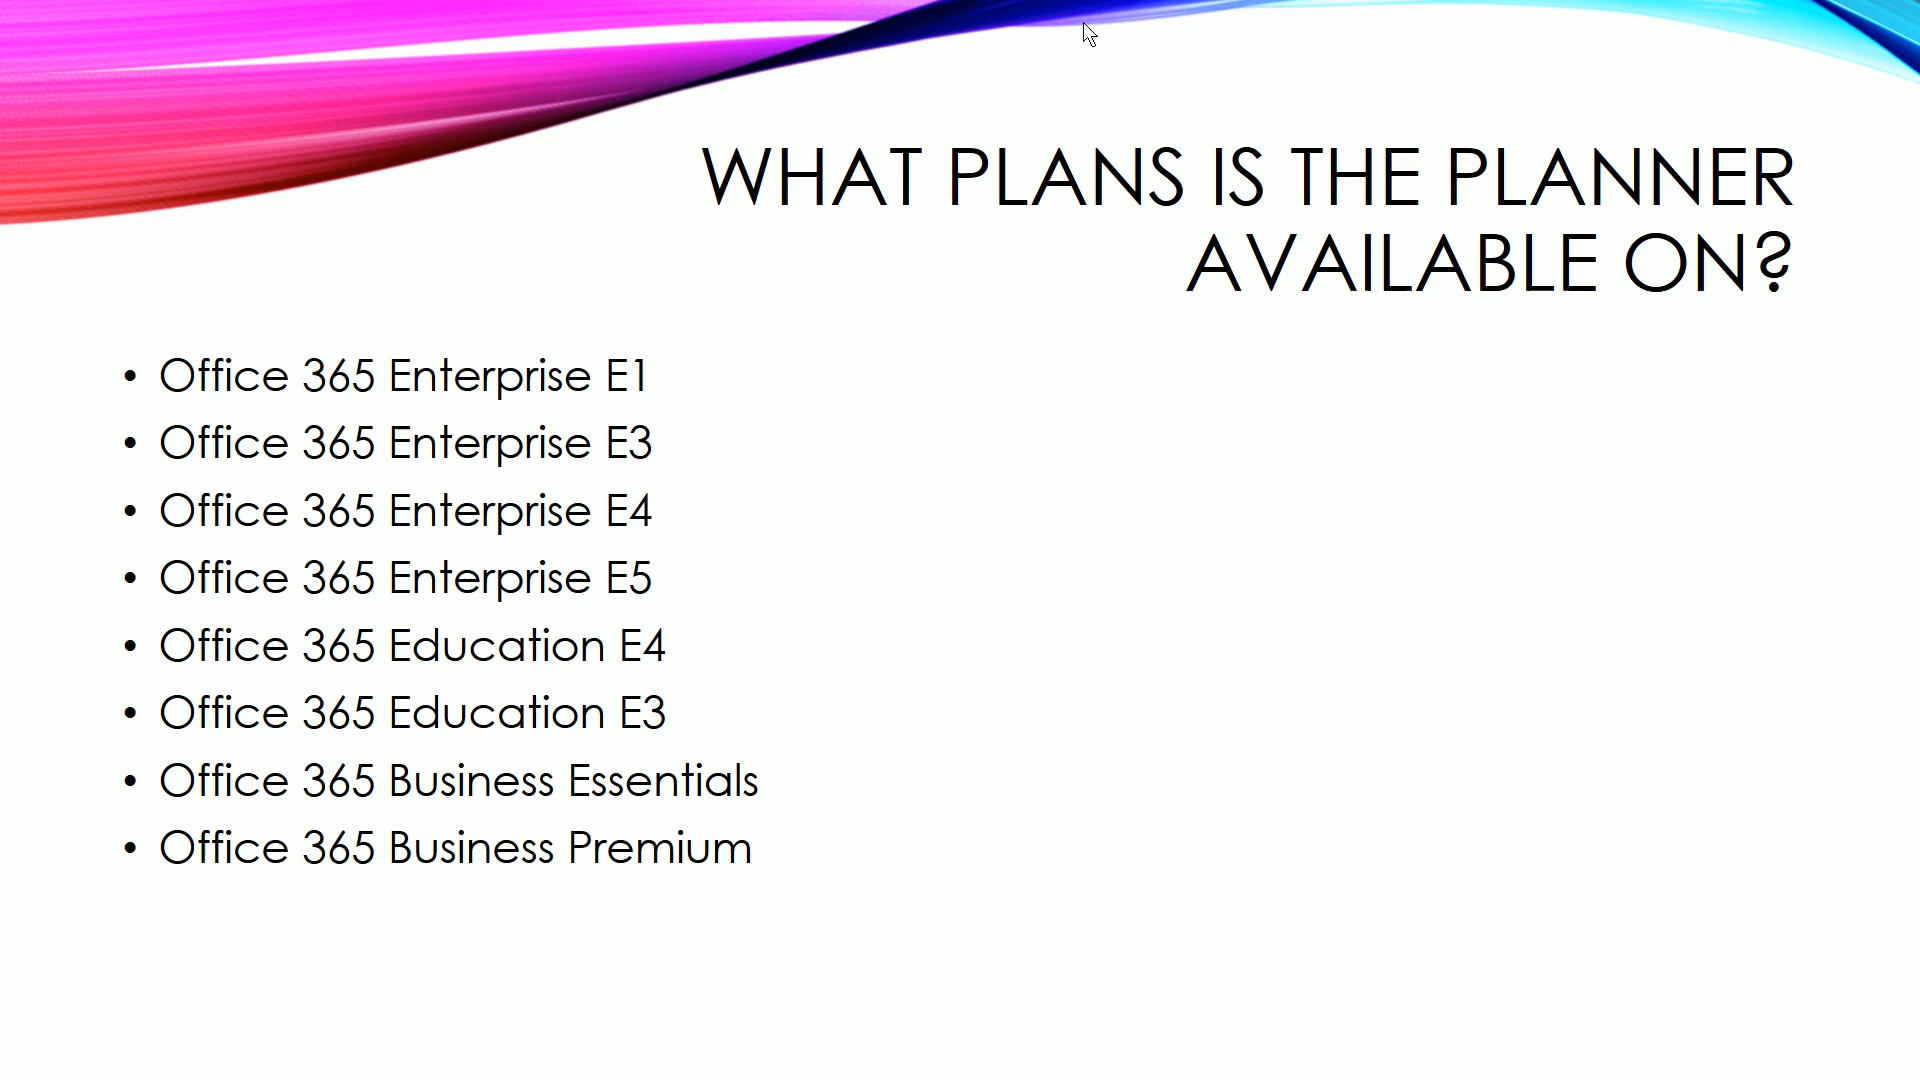 WHAT PLANS IS THE PLANNER
AVAILABLE ON?
• Office 365 Enterprise E1
• Office 365 Enterprise E3
• Office 365 Enterprise E4
• Office 365 Enterprise E5
• Office 365 Education E4
• Office 365 Education E3
• Office 365 Business Essentials
• Office 365 Business Premium